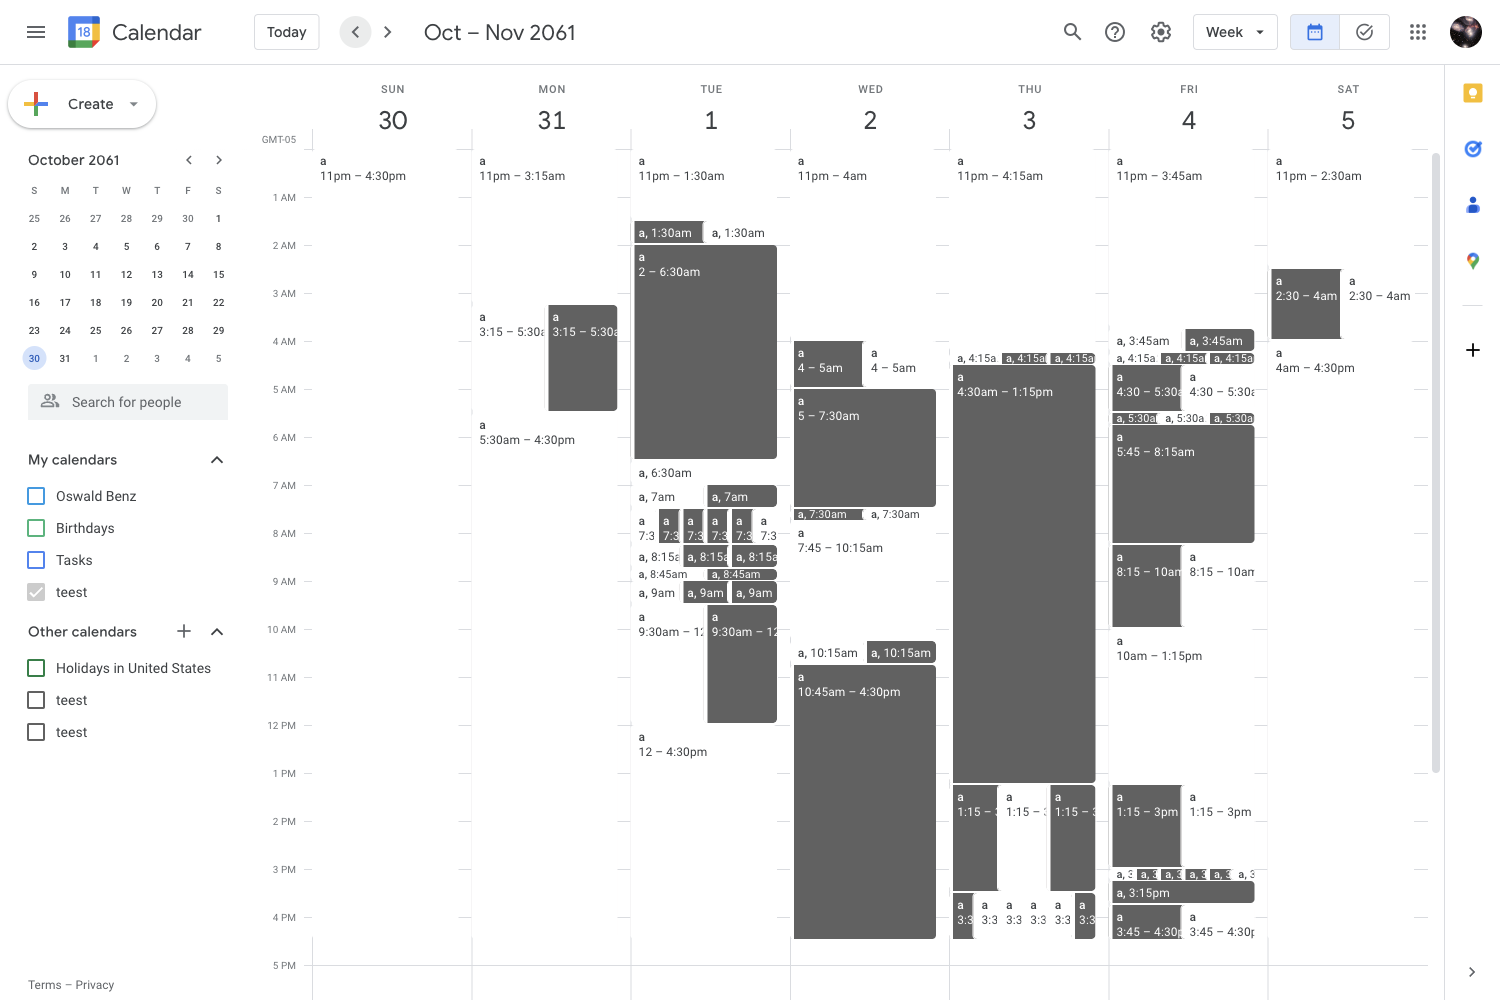 18 Calendar
Today
Oct – Nov 2061
Week
Create
October 2061
S M T W T F S
25 26 27 28 29 30 1
2 3 4 5 6 7 8
9 10 11 12 13 14 15
16 17 18 19 20 21 22
23 24 25 26 27 28 29
30 31 1 2 3 4 5
Search for people
My calendars
Oswald Benz
Birthdays
Tasks
teest
Other calendars
Holidays in United States
teest
teest
Terms – Privacy
SUN MON TUE WED THU FRI SAT
30 31 1 2 3 4 5
GMT-05
1 AM
2 AM
3 AM
4 AM
5 AM
6 AM
7 AM
8 AM
9 AM
10 AM
11 AM
12 PM
1 PM
2 PM
3 PM
4 PM
5 PM
a
11pm – 4:30pm
a
11pm – 3:15am
a
3:15 – 5:30a
a
3:15 – 5:30a
a
5:30am – 4:30pm
a
11pm – 1:30am
a, 1:30am
a, 1:30am
a
2 – 6:30am
a, 6:30am
a, 7am
a, 7am
a
7:3
a
7:3
a
7:3
a
7:3
a
7:3
a
7:3
a, 8:15a
a, 8:15a
a, 8:15a
a, 8:45am
a, 8:45am
a, 9am
a, 9am
a, 9am
a
9:30am – 12
a
9:30am – 12
a
12 – 4:30pm
a
11pm – 4am
a
4 – 5am
a
4 – 5am
a
5 – 7:30am
a, 7:30am
a, 7:30am
a
7:45 – 10:15am
a, 10:15am
a, 10:15am
a
10:45am – 4:30pm
a
11pm – 4:15am
a, 4:15a
a, 4:15a
a, 4:15a
a
4:30am – 1:15pm
a
1:15 – 3
a
1:15 – 3
a
1:15 – 3
a
3:3
a
3:3
a
3:3
a
3:3
a
3:3
a
3:3
a
11pm – 3:45am
a, 3:45am
a, 3:45am
a, 4:15a
a, 4:15a
a, 4:15a
a
4:30 – 5:30a
a
4:30 – 5:30a
a, 5:30a
a, 5:30a
a, 5:30a
a
5:45 – 8:15am
a
8:15 – 10am
a
8:15 – 10am
a
10am – 1:15pm
a
1:15 – 3pm
a
1:15 – 3pm
a, 3
a, 3
a, 3
a, 3
a, 3
a, 3
a, 3:15pm
a
3:45 – 4:30p
a
3:45 – 4:30p
a
11pm – 2:30am
a
2:30 – 4am
a
2:30 – 4am
a
4am – 4:30pm